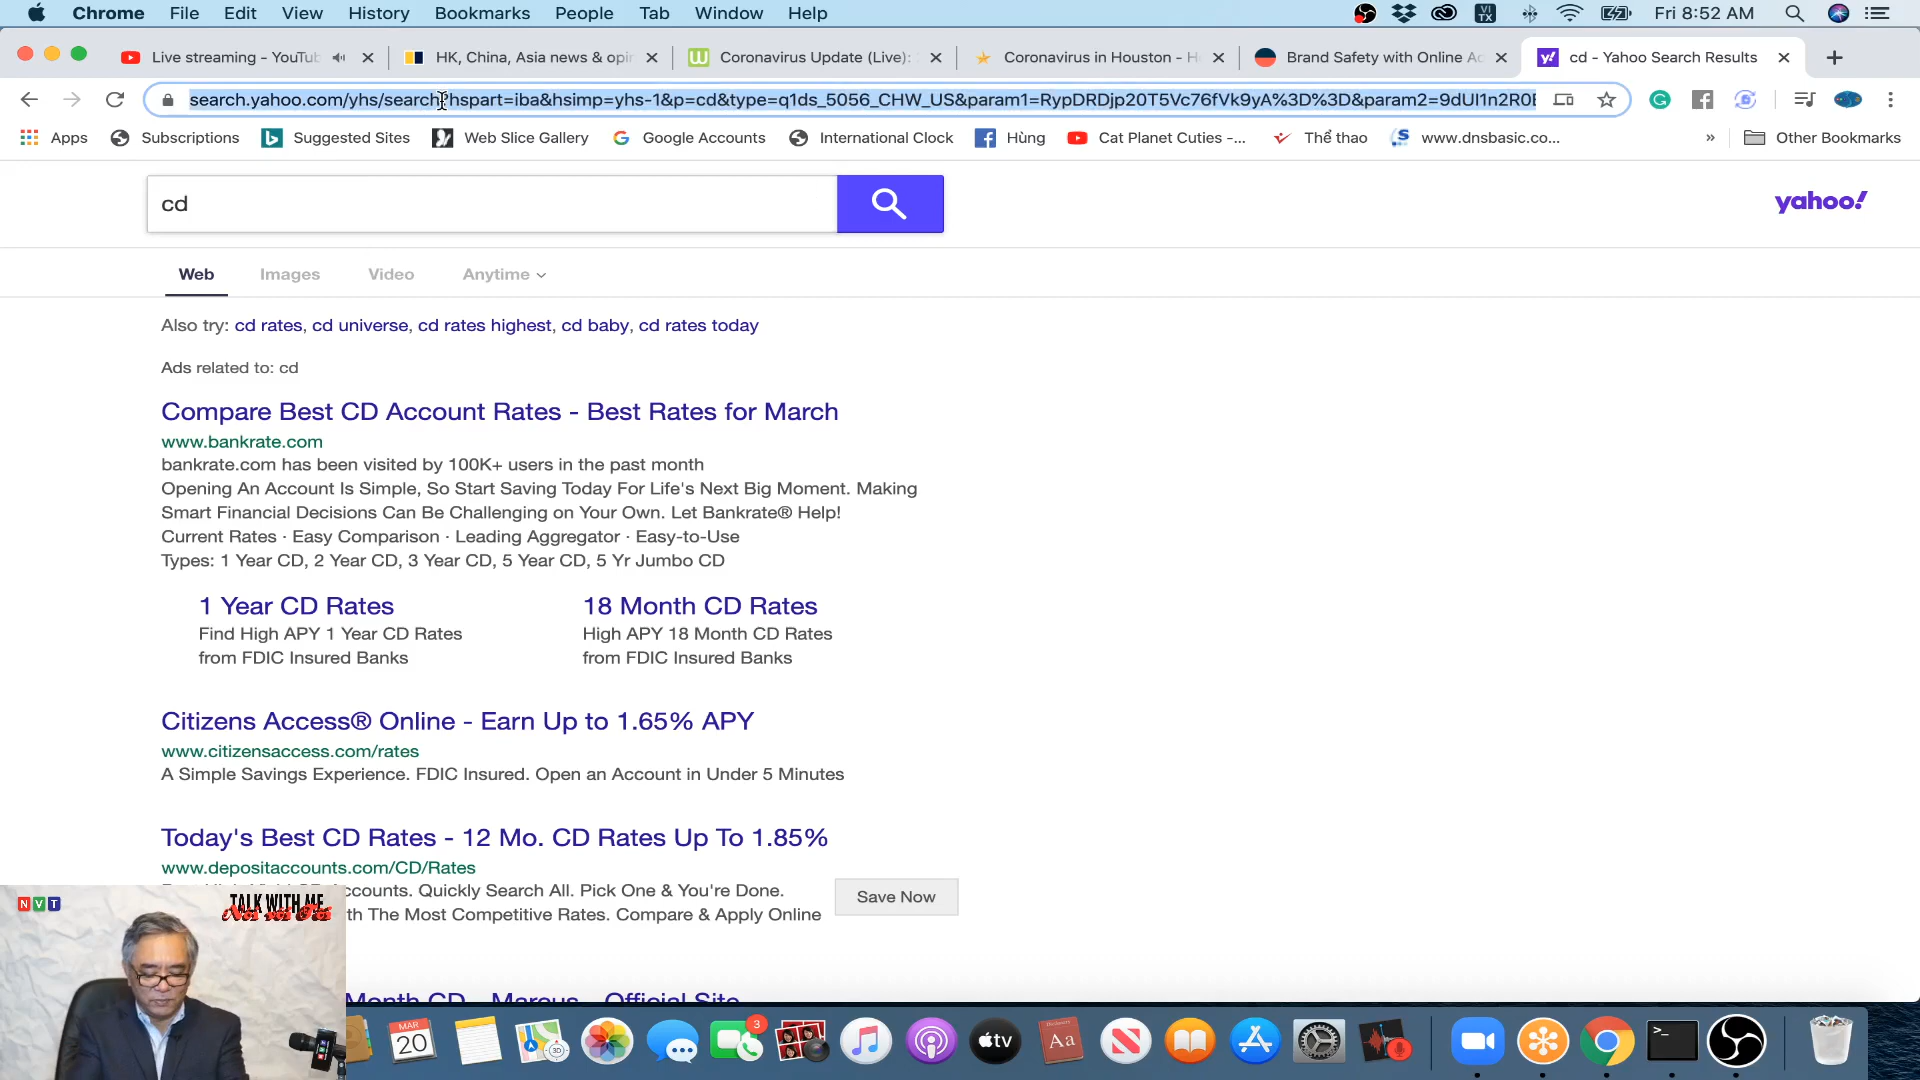 Chrome File Edit View History Bookmarks People Tab Window Help
VI TX
Fri 8:52 AM
Live streaming - YouTub
HK, China, Asia news & opin
Coronavirus Update (Live):
Coronavirus in Houston - H
Brand Safety with Online Ad
cd - Yahoo Search Results
search.yahoo.com/yhs/search?hspart=iba&hsimp=yhs-1&p=cd&type=q1ds_5056_CHW_US&param1=RypDRDjp20T5Vc76fVk9yA%3D%3D&param2=9dUI1n2R0E
Apps Subscriptions Suggested Sites Web Slice Gallery Google Accounts International Clock Hùng Cat Planet Cuties -... Thể thao www.dnsbasic.co... » Other Bookmarks
cd
yahoo!
Web Images Video Anytime
Also try: cd rates, cd universe, cd rates highest, cd baby, cd rates today
Ads related to: cd
Compare Best CD Account Rates - Best Rates for March
www.bankrate.com
bankrate.com has been visited by 100K+ users in the past month
Opening An Account Is Simple, So Start Saving Today For Life's Next Big Moment. Making
Smart Financial Decisions Can Be Challenging on Your Own. Let Bankrate® Help!
Current Rates · Easy Comparison · Leading Aggregator · Easy-to-Use
Types: 1 Year CD, 2 Year CD, 3 Year CD, 5 Year CD, 5 Yr Jumbo CD
1 Year CD Rates
Find High APY 1 Year CD Rates
from FDIC Insured Banks
18 Month CD Rates
High APY 18 Month CD Rates
from FDIC Insured Banks
Citizens Access® Online - Earn Up to 1.65% APY
www.citizensaccess.com/rates
A Simple Savings Experience. FDIC Insured. Open an Account in Under 5 Minutes
Today's Best CD Rates - 12 Mo. CD Rates Up To 1.85%
www.depositaccounts.com/CD/Rates
ccounts. Quickly Search All. Pick One & You're Done.
th The Most Competitive Rates. Compare & Apply Online
Save Now
Month CD - Marcus - Official Site
NVT
TALK WITH ME
MAR
20
3D
3
tv
Dictionary
Aa
>_